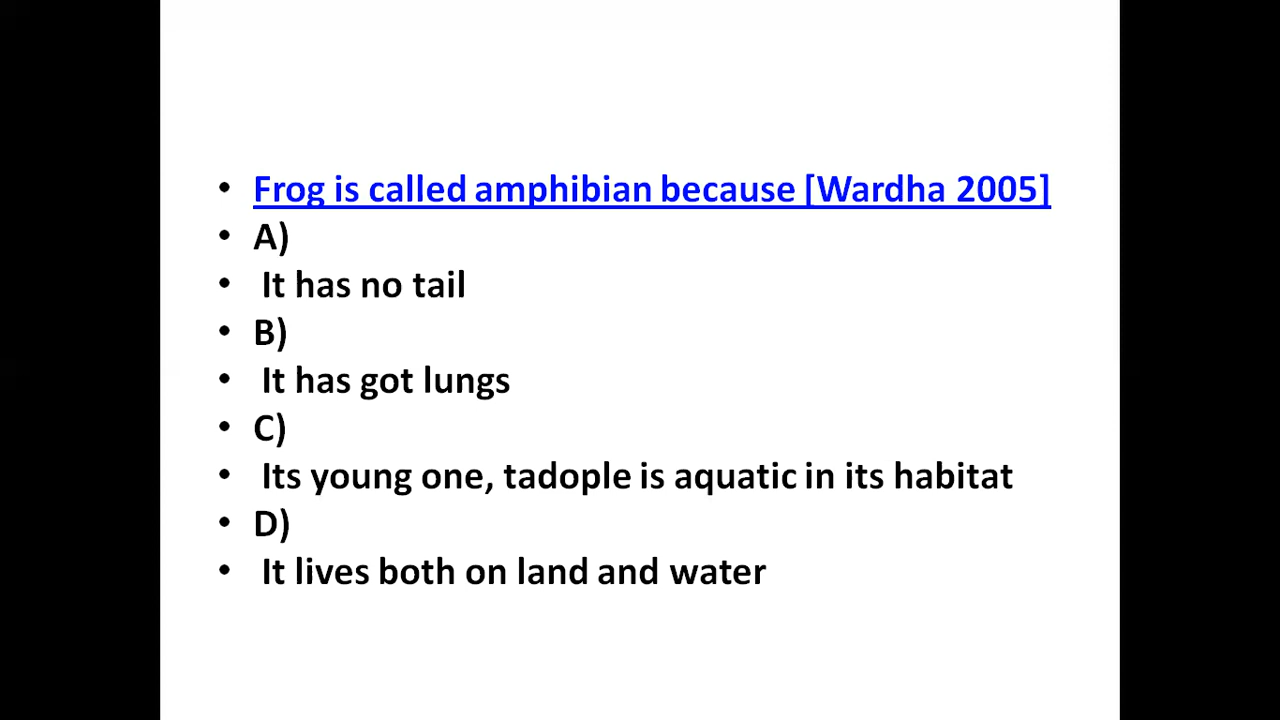 • Frog is called amphibian because [Wardha 2005]
• A)
• It has no tail
• B)
• It has got lungs
• C)
• Its young one, tadople is aquatic in its habitat
• D)
• It lives both on land and water